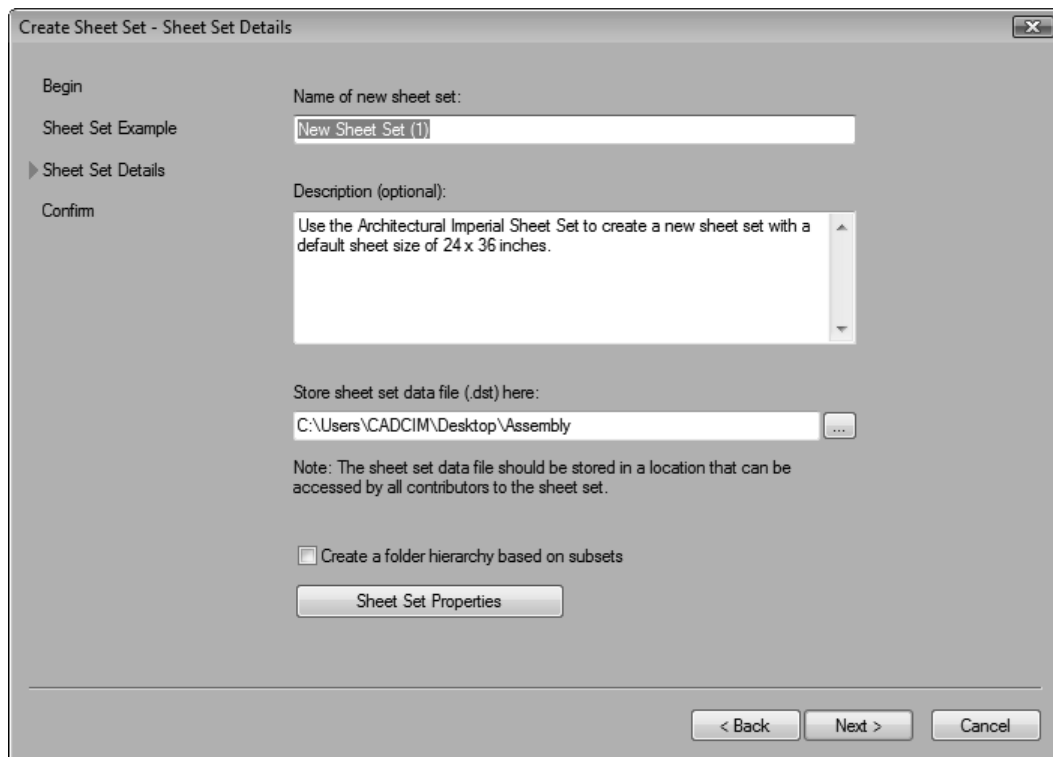 Create Sheet Set - Sheet Set Details
Begin
Sheet Set Example
Sheet Set Details
Confirm
Name of new sheet set:
New Sheet Set (1)
Description (optional):
Use the Architectural Imperial Sheet Set to create a new sheet set with a
default sheet size of 24 x 36 inches.
Store sheet set data file (.dst) here:
C:\Users\CADCIM\Desktop\Assembly
...
Note: The sheet set data file should be stored in a location that can be
accessed by all contributors to the sheet set.
Create a folder hierarchy based on subsets
Sheet Set Properties
< Back
Next >
Cancel